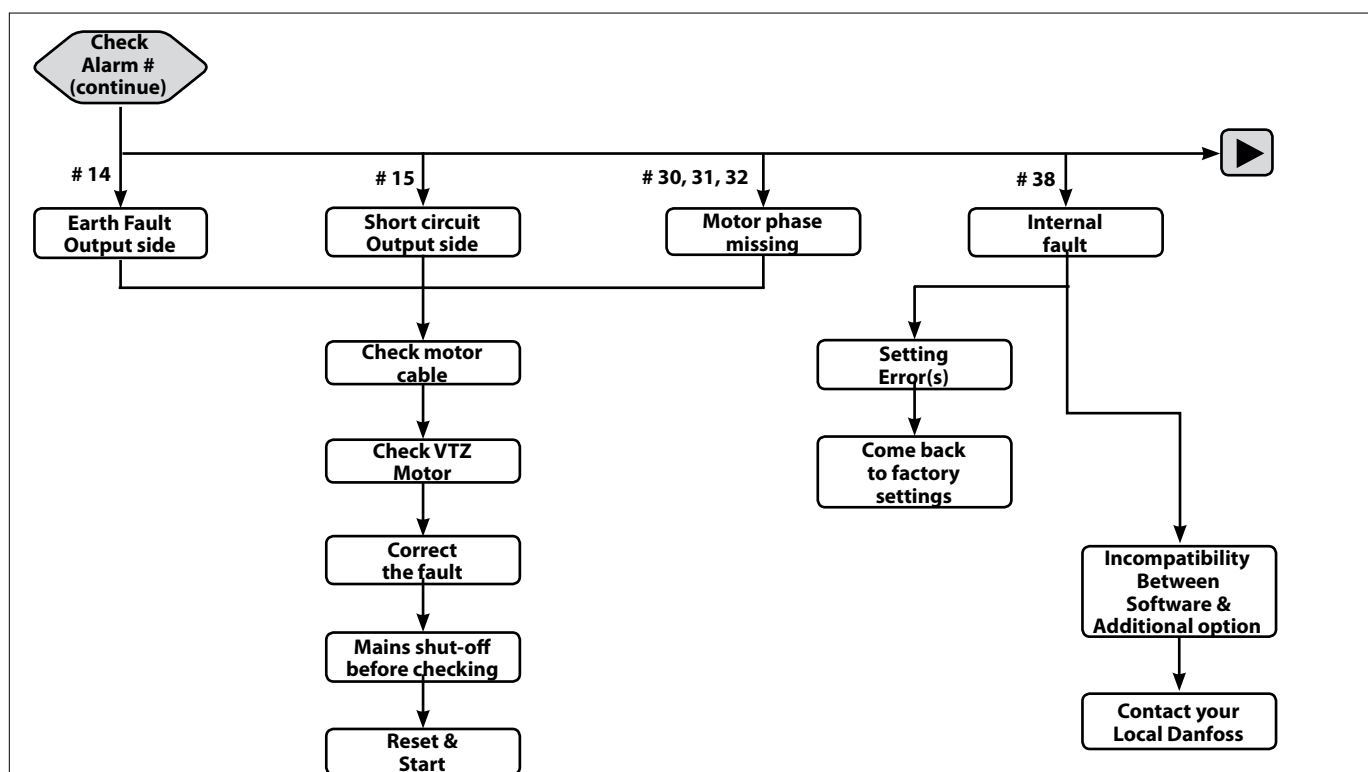 Check
Alarm #
(continue)
# 14
# 15
# 30, 31, 32
# 38
Earth Fault
Output side
Short circuit
Output side
Motor phase
missing
Internal
fault
Check motor
cable
Setting
Error(s)
Check VTZ
Motor
Come back
to factory
settings
Correct
the fault
Incompatibility
Between
Software &
Additional option
Mains shut-off
before checking
Contact your
Local Danfoss
Reset &
Start